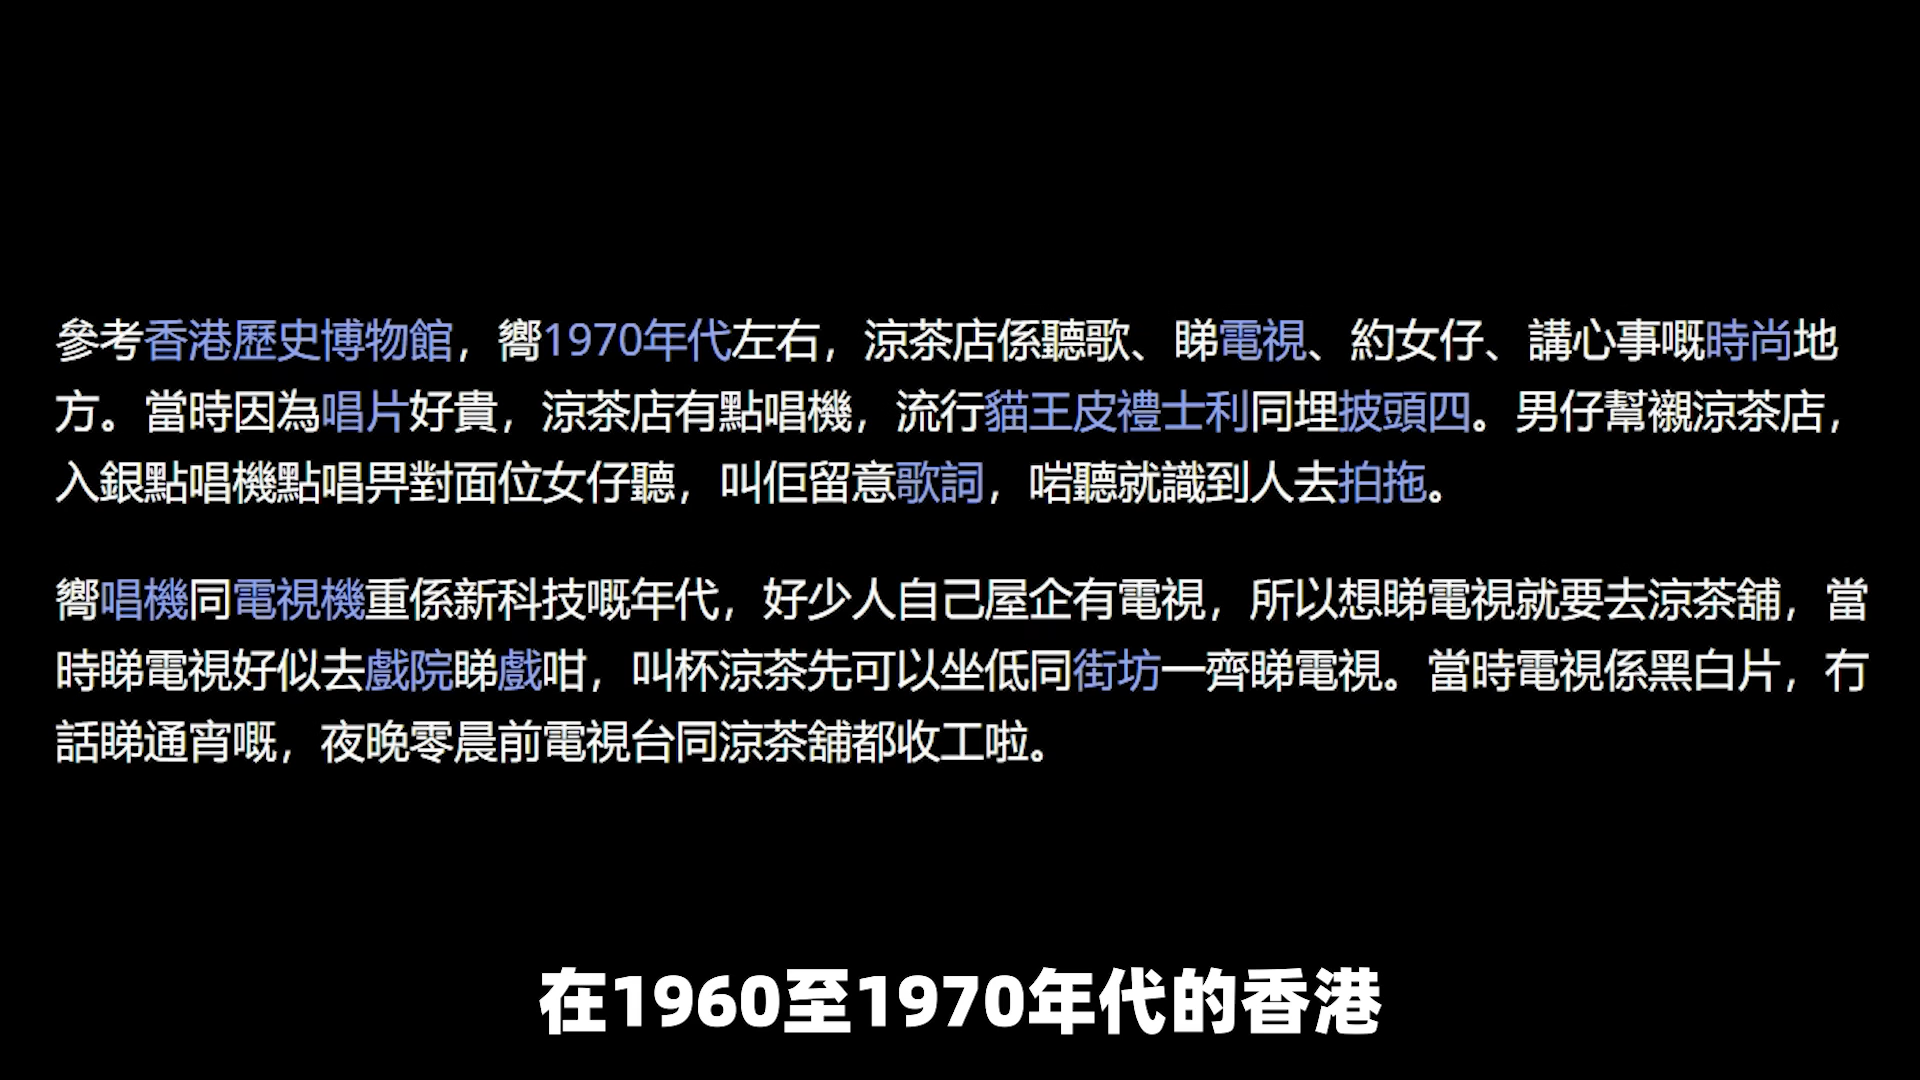 參考香港歷史博物館，嚮1970年代左右，涼茶店係聽歌、睇電視、約女仔、講心事嘅時尚地
方。當時因為唱片好貴，涼茶店有點唱機，流行貓王皮禮士利同埋披頭四。男仔幫襯涼茶店，
入銀點唱機點唱畀對面位女仔聽，叫佢留意歌詞，啱聽就識到人去拍拖。
嚮唱機同電視機重係新科技嘅年代，好少人自己屋企有電視，所以想睇電視就要去涼茶舖，當
時睇電視好似去戲院睇戲咁，叫杯涼茶先可以坐低同街坊一齊睇電視。當時電視係黑白片，冇
話睇通宵嘅，夜晚零晨前電視台同涼茶舖都收工啦。
在1960至1970年代的香港